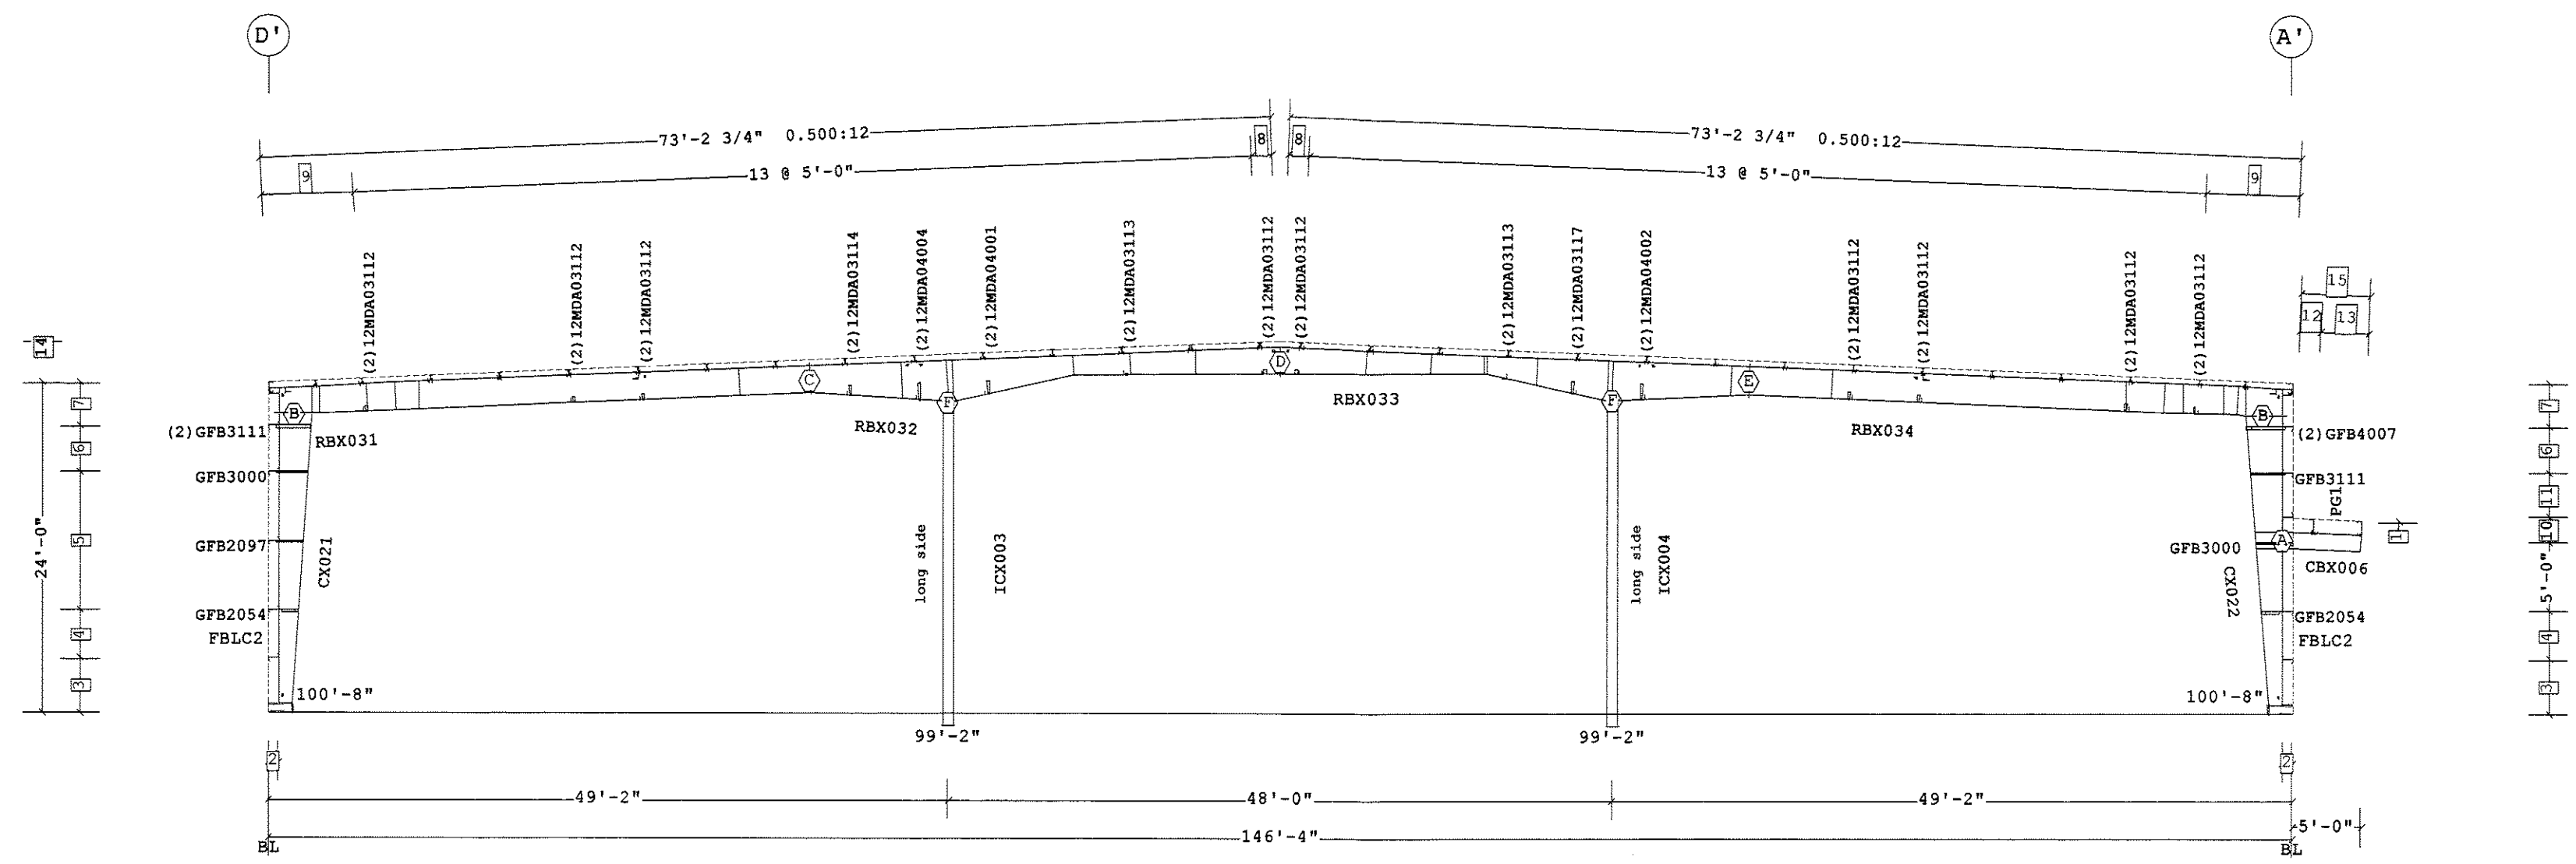 D'
A'
73'-2 3/4" 0.500:12
8
8
73'-2 3/4" 0.500:12
9
13 @ 5'-0"
13 @ 5'-0"
9
(2)12MDA03112
(2)12MDA03112
(2)12MDA03112
(2)12MDA03114
(2)12MDA04004
(2)12MDA04001
(2)12MDA03113
(2)12MDA03112
(2)12MDA03112
(2)12MDA03113
(2)12MDA03117
(2)12MDA04002
(2)12MDA03112
(2)12MDA03112
(2)12MDA03112
(2)12MDA03112
15
12
13
14
D
C
E
F
F
B
B
7
7
RBX031
RBX032
RBX033
RBX034
(2)GFB3111
(2)GFB4007
6
6
GFB3000
GFB3111
11
PG1
10
1
5
24'-0"
GFB2097
CX021
long side
ICX003
long side
ICX004
GFB3000
A
CBX006
CX022
5'-0"
GFB2054
GFB2054
FBLC2
FBLC2
4
4
3
3
100'-8"
100'-8"
99'-2"
99'-2"
2
2
49'-2"
48'-0"
49'-2"
146'-4"
5'-0"
BL
BL